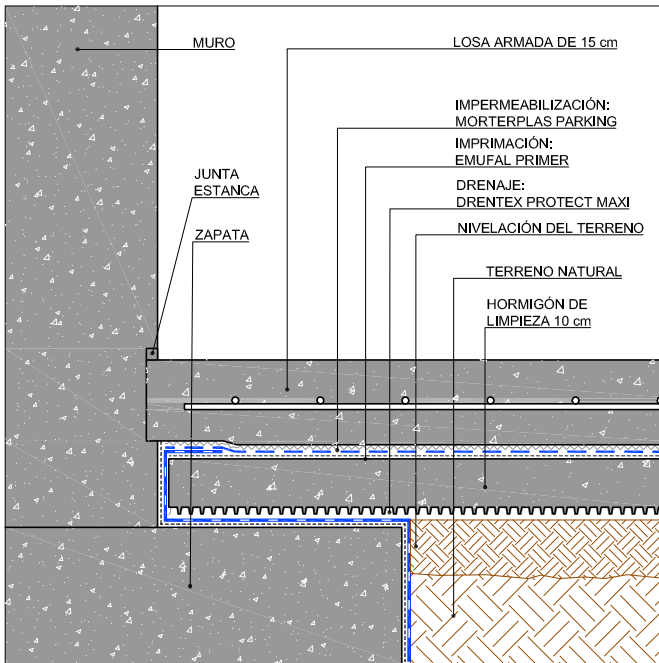 MURO
LOSA ARMADA DE 15 cm
IMPERMEABILIZACIÓN:
MORTERPLAS PARKING
IMPRIMACIÓN:
EMUFAL PRIMER
JUNTA
ESTANCA
DRENAJE:
DRENTEX PROTECT MAXI
ZAPATA
NIVELACIÓN DEL TERRENO
TERRENO NATURAL
HORMIGÓN DE
LIMPIEZA 10 cm